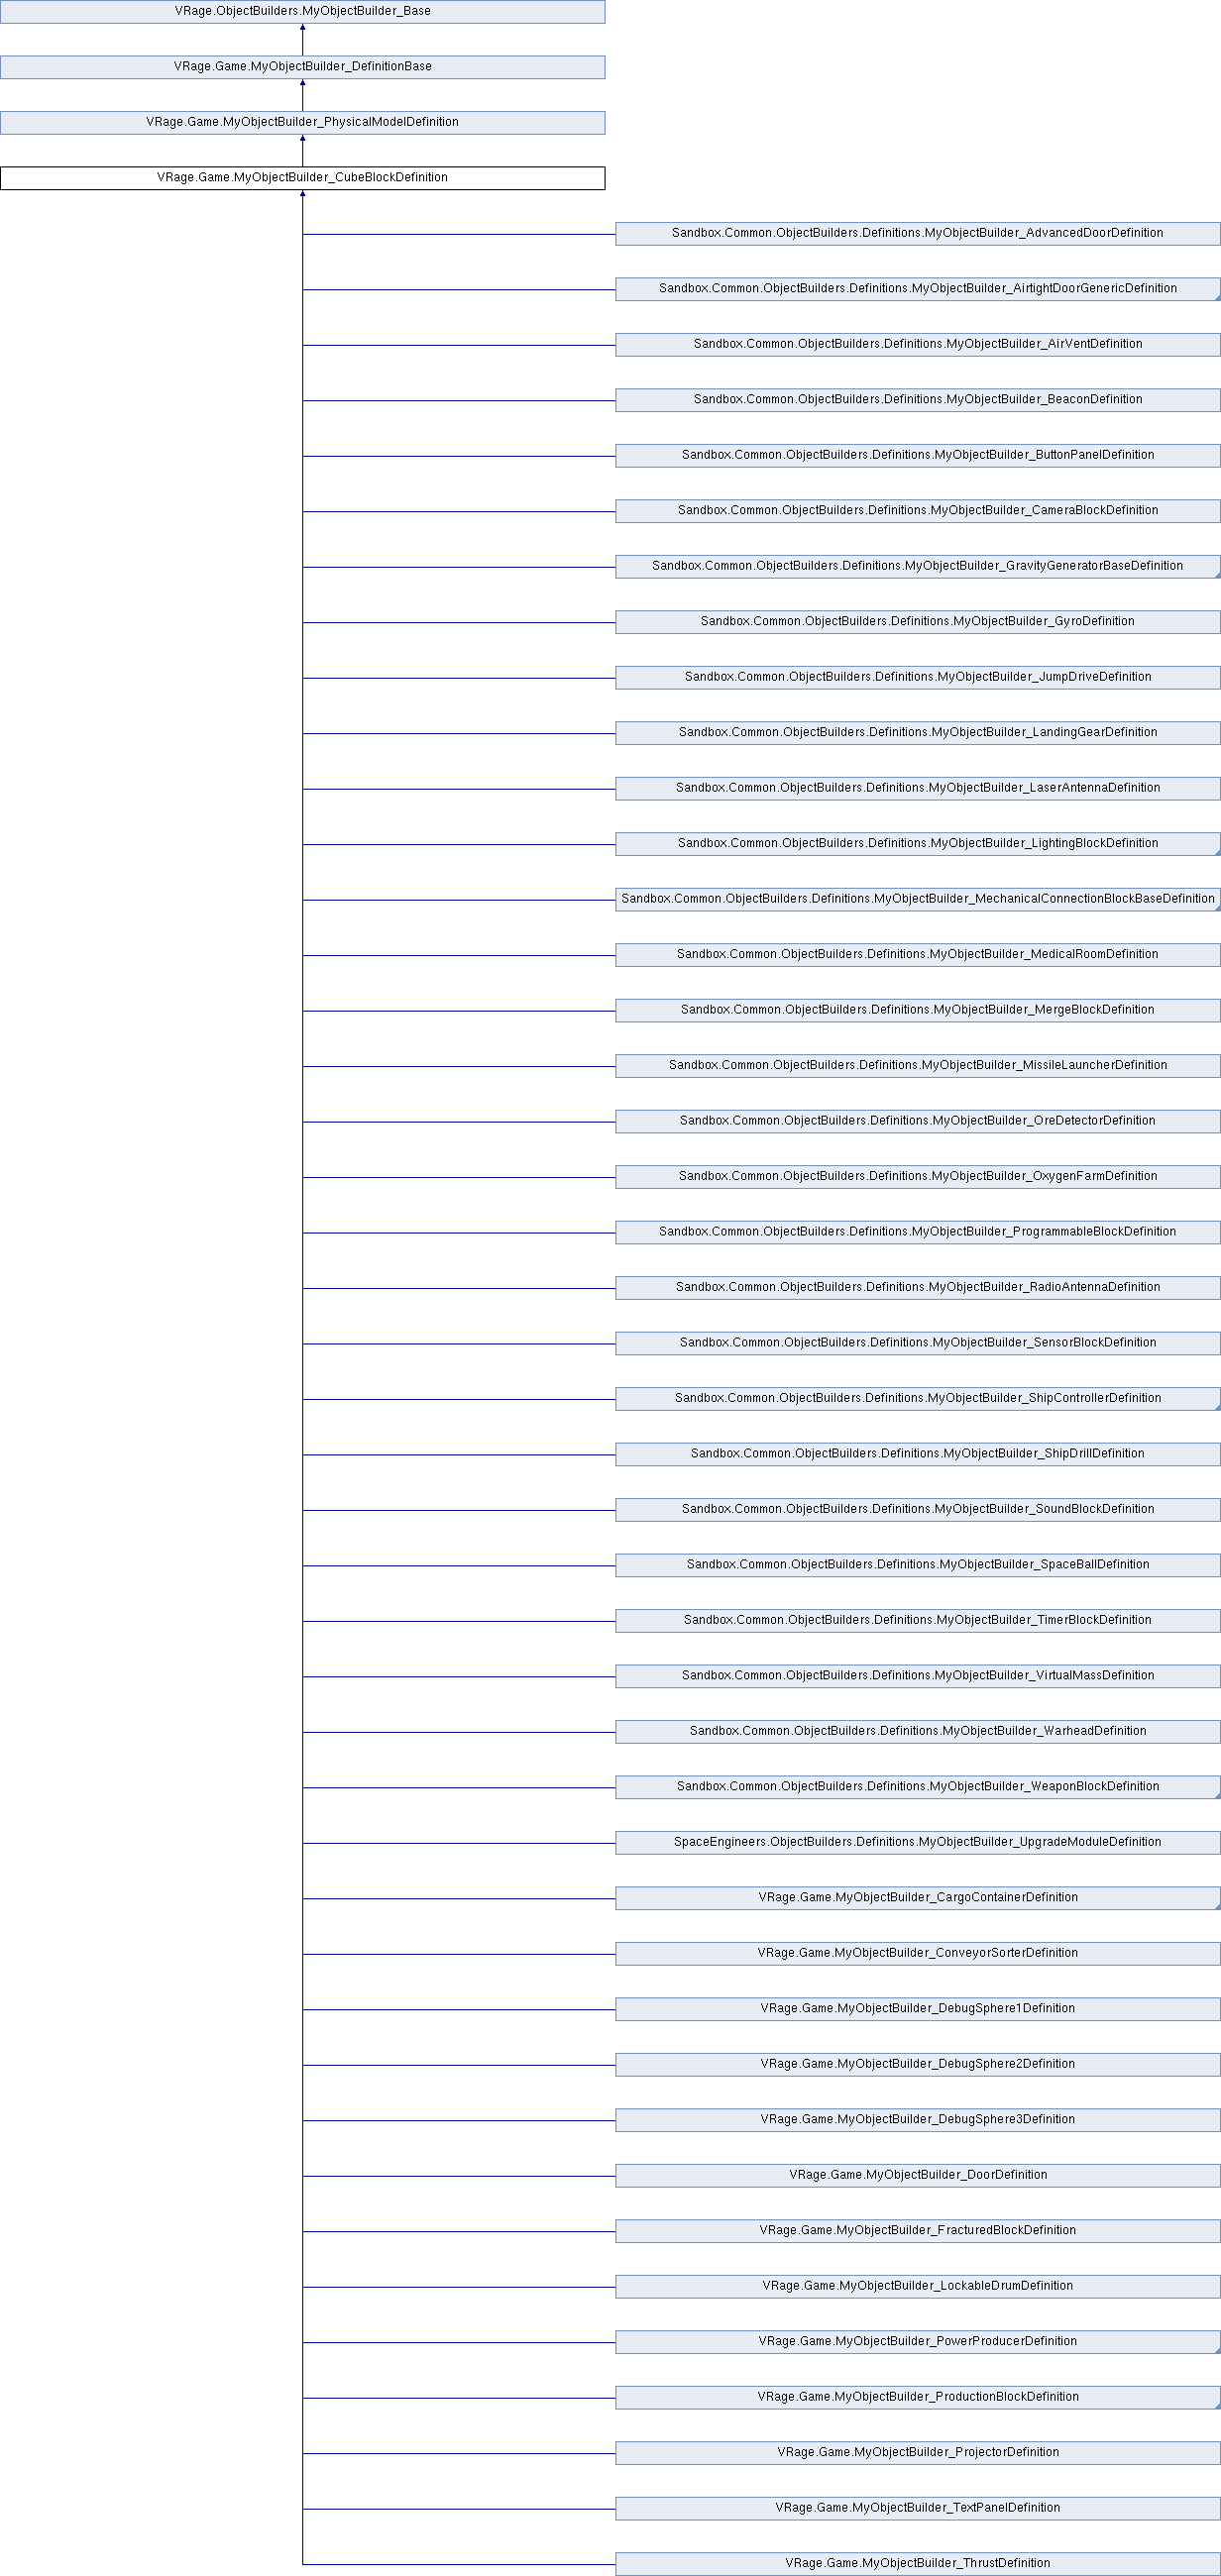 VRage.ObjectBuilders.MyObjectBuilder_Base
VRage.Game.MyObjectBuilder_DefinitionBase
VRage.Game.MyObjectBuilder_PhysicalModelDefinition
VRage.Game.MyObjectBuilder_CubeBlockDefinition
Sandbox.Common.ObjectBuilders.Definitions.MyObjectBuilder_AdvancedDoorDefinition
Sandbox.Common.ObjectBuilders.Definitions.MyObjectBuilder_AirtightDoorGenericDefinition
Sandbox.Common.ObjectBuilders.Definitions.MyObjectBuilder_AirVentDefinition
Sandbox.Common.ObjectBuilders.Definitions.MyObjectBuilder_BeaconDefinition
Sandbox.Common.ObjectBuilders.Definitions.MyObjectBuilder_ButtonPanelDefinition
Sandbox.Common.ObjectBuilders.Definitions.MyObjectBuilder_CameraBlockDefinition
Sandbox.Common.ObjectBuilders.Definitions.MyObjectBuilder_GravityGeneratorBaseDefinition
Sandbox.Common.ObjectBuilders.Definitions.MyObjectBuilder_GyroDefinition
Sandbox.Common.ObjectBuilders.Definitions.MyObjectBuilder_JumpDriveDefinition
Sandbox.Common.ObjectBuilders.Definitions.MyObjectBuilder_LandingGearDefinition
Sandbox.Common.ObjectBuilders.Definitions.MyObjectBuilder_LaserAntennaDefinition
Sandbox.Common.ObjectBuilders.Definitions.MyObjectBuilder_LightingBlockDefinition
Sandbox.Common.ObjectBuilders.Definitions.MyObjectBuilder_MechanicalConnectionBlockBaseDefinition
Sandbox.Common.ObjectBuilders.Definitions.MyObjectBuilder_MedicalRoomDefinition
Sandbox.Common.ObjectBuilders.Definitions.MyObjectBuilder_MergeBlockDefinition
Sandbox.Common.ObjectBuilders.Definitions.MyObjectBuilder_MissileLauncherDefinition
Sandbox.Common.ObjectBuilders.Definitions.MyObjectBuilder_OreDetectorDefinition
Sandbox.Common.ObjectBuilders.Definitions.MyObjectBuilder_OxygenFarmDefinition
Sandbox.Common.ObjectBuilders.Definitions.MyObjectBuilder_ProgrammableBlockDefinition
Sandbox.Common.ObjectBuilders.Definitions.MyObjectBuilder_RadioAntennaDefinition
Sandbox.Common.ObjectBuilders.Definitions.MyObjectBuilder_SensorBlockDefinition
Sandbox.Common.ObjectBuilders.Definitions.MyObjectBuilder_ShipControllerDefinition
Sandbox.Common.ObjectBuilders.Definitions.MyObjectBuilder_ShipDrillDefinition
Sandbox.Common.ObjectBuilders.Definitions.MyObjectBuilder_SoundBlockDefinition
Sandbox.Common.ObjectBuilders.Definitions.MyObjectBuilder_SpaceBallDefinition
Sandbox.Common.ObjectBuilders.Definitions.MyObjectBuilder_TimerBlockDefinition
Sandbox.Common.ObjectBuilders.Definitions.MyObjectBuilder_VirtualMassDefinition
Sandbox.Common.ObjectBuilders.Definitions.MyObjectBuilder_WarheadDefinition
Sandbox.Common.ObjectBuilders.Definitions.MyObjectBuilder_WeaponBlockDefinition
SpaceEngineers.ObjectBuilders.Definitions.MyObjectBuilder_UpgradeModuleDefinition
VRage.Game.MyObjectBuilder_CargoContainerDefinition
VRage.Game.MyObjectBuilder_ConveyorSorterDefinition
VRage.Game.MyObjectBuilder_DebugSphere1Definition
VRage.Game.MyObjectBuilder_DebugSphere2Definition
VRage.Game.MyObjectBuilder_DebugSphere3Definition
VRage.Game.MyObjectBuilder_DoorDefinition
VRage.Game.MyObjectBuilder_FracturedBlockDefinition
VRage.Game.MyObjectBuilder_LockableDrumDefinition
VRage.Game.MyObjectBuilder_PowerProducerDefinition
VRage.Game.MyObjectBuilder_ProductionBlockDefinition
VRage.Game.MyObjectBuilder_ProjectorDefinition
VRage.Game.MyObjectBuilder_TextPanelDefinition
VRage.Game.MyObjectBuilder_ThrustDefinition